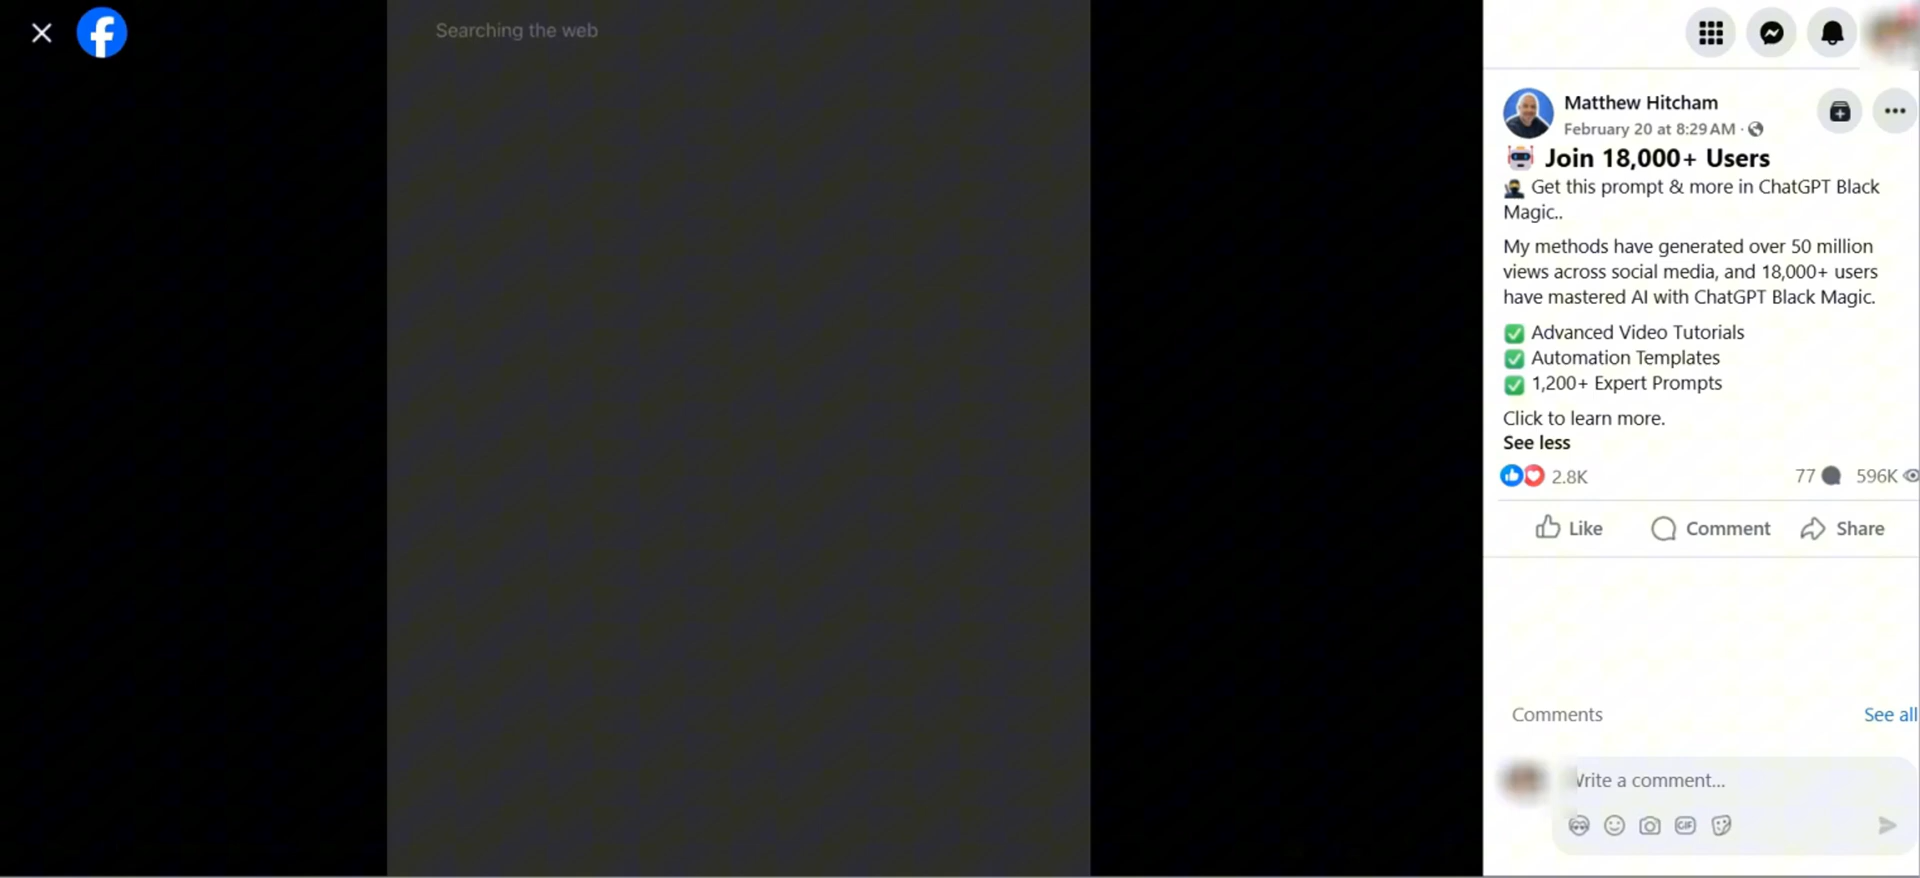 Searching the web
Matthew Hitcham
February 20 at 8:29 AM ·
Join 18,000+ Users
Get this prompt & more in ChatGPT Black
Magic..
My methods have generated over 50 million
views across social media, and 18,000+ users
have mastered AI with ChatGPT Black Magic.
Advanced Video Tutorials
Automation Templates
1,200+ Expert Prompts
Click to learn more.
See less
2.8K 77 596K
Like Comment Share
Comments See all
Write a comment...
GIF